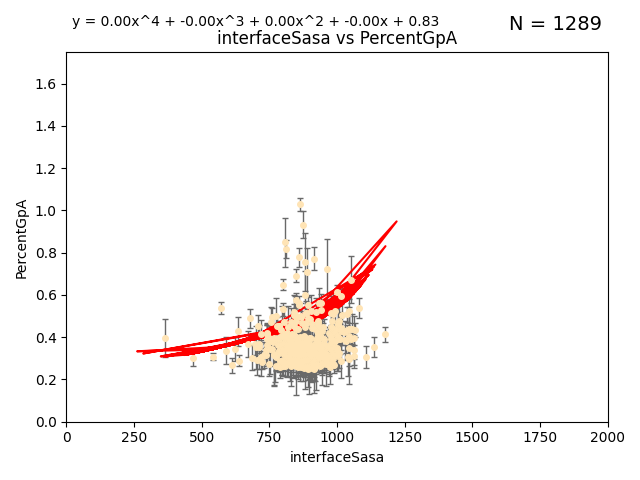 y = 0.00x^4 + -0.00x^3 + 0.00x^2 + -0.00x + 0.83
N = 1289
interfaceSasa vs PercentGpA
PercentGpA
1.6
1.4
1.2
1.0
0.8
0.6
0.4
0.2
0.0
0 250 500 750 1000 1250 1500 1750 2000
interfaceSasa